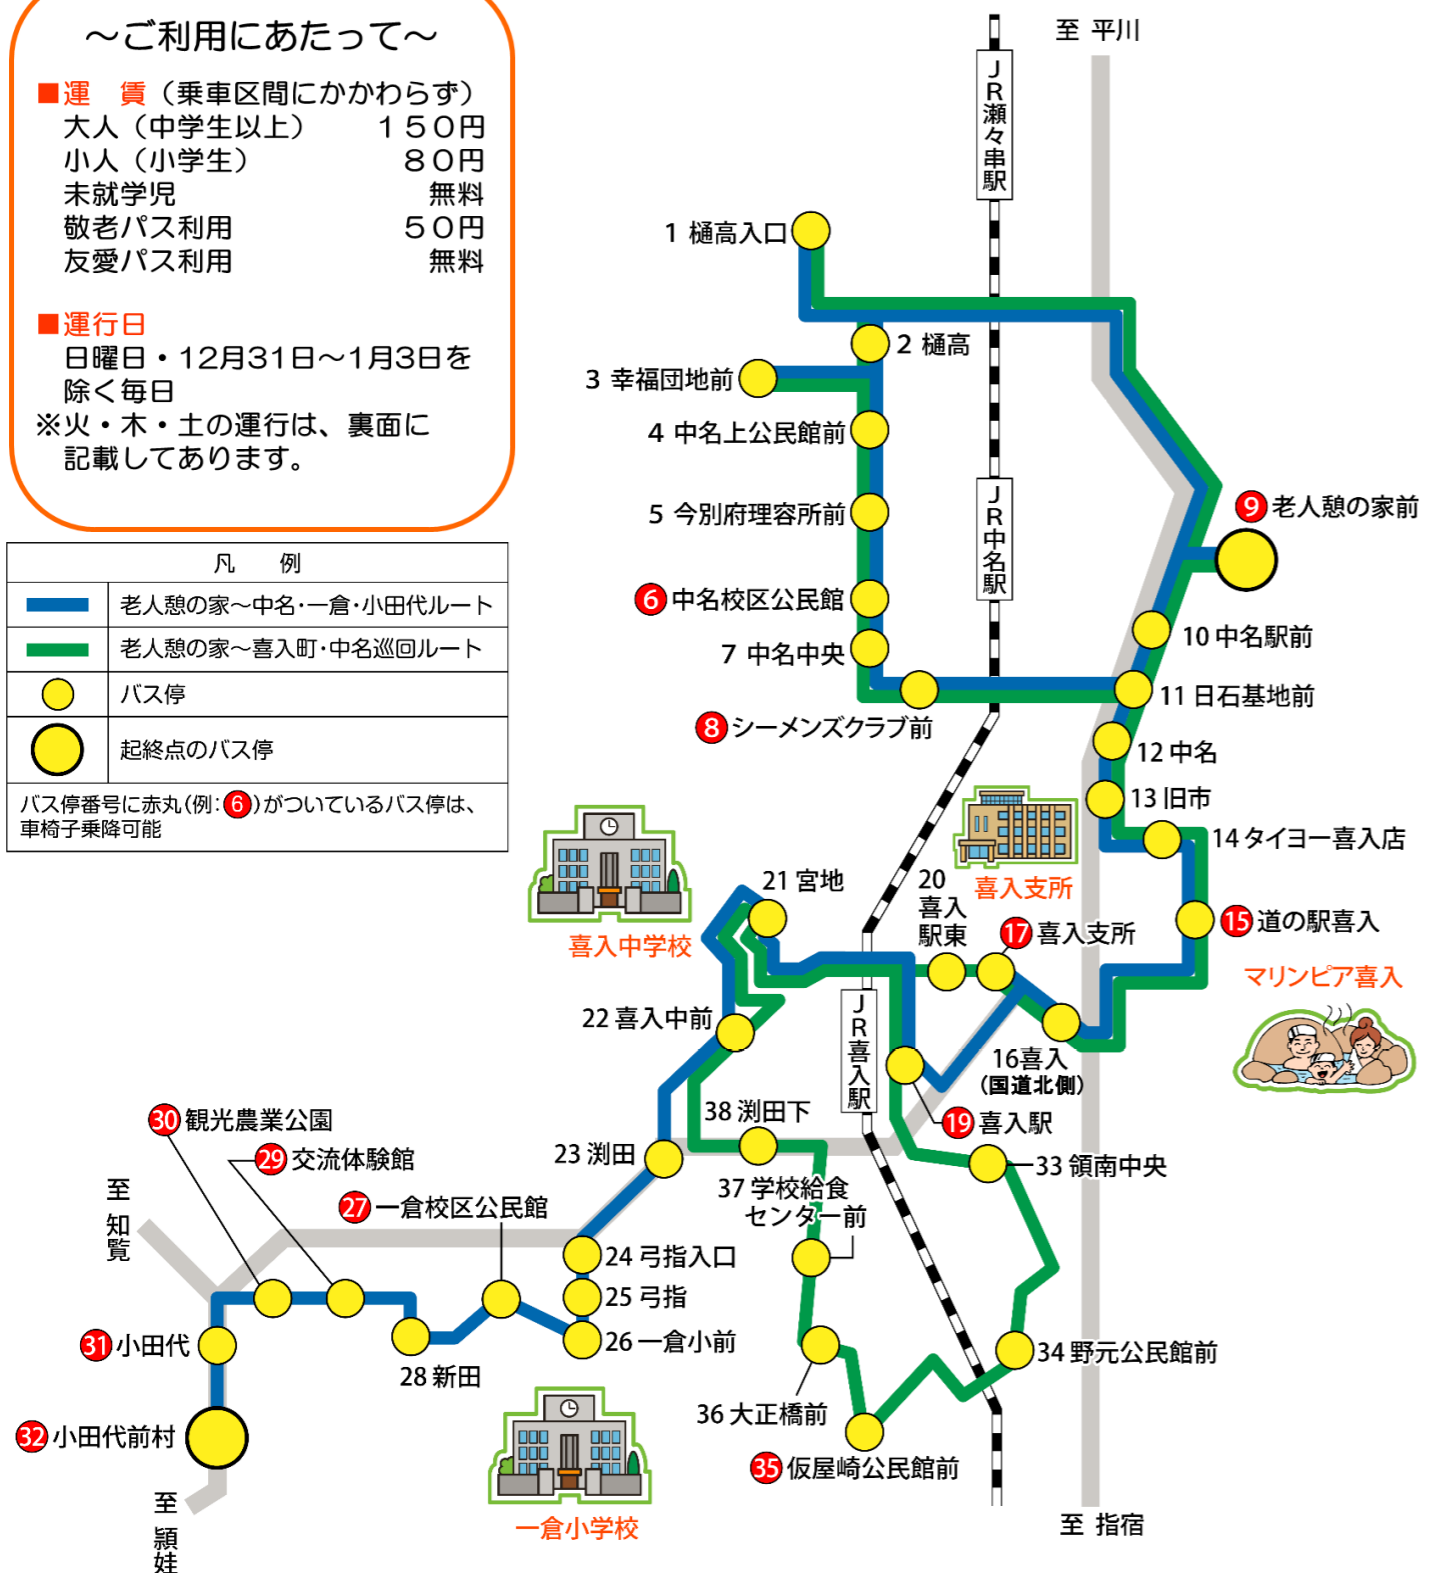 ～ご利用にあたって～
■運　賃（乗車区間にかかわらず）
大人（中学生以上）　１５０円
小人（小学生）　８０円
未就学児　無料
敬老パス利用　５０円
友愛パス利用　無料
■運行日
日曜日・12月31日～1月3日を
除く毎日
※火・木・土の運行は、裏面に
記載してあります。
凡　例
老人憩の家～中名・一倉・小田代ルート
老人憩の家～喜入町・中名巡回ルート
バス停
起終点のバス停
バス停番号に赤丸(例:6)がついているバス停は、
車椅子乗降可能
至 平川
JR瀬々串駅
1 樋高入口
2 樋高
3 幸福団地前
4 中名上公民館前
5 今別府理容所前
6 中名校区公民館
7 中名中央
8 シーメンズクラブ前
JR中名駅
9 老人憩の家前
10 中名駅前
11 日石基地前
12 中名
13 旧市
14 タイヨー喜入店
15 道の駅喜入
マリンピア喜入
喜入支所
17 喜入支所
16 喜入
(国道北側)
20
喜入
駅東
21 宮地
喜入中学校
22 喜入中前
JR喜入駅
19 喜入駅
38 渕田下
23 渕田
33 領南中央
37 学校給食
センター前
30 観光農業公園
29 交流体験館
27 一倉校区公民館
至 知覧
24 弓指入口
25 弓指
26 一倉小前
28 新田
31 小田代
32 小田代前村
34 野元公民館前
36 大正橋前
35 仮屋崎公民館前
一倉小学校
至 頴娃
至 指宿